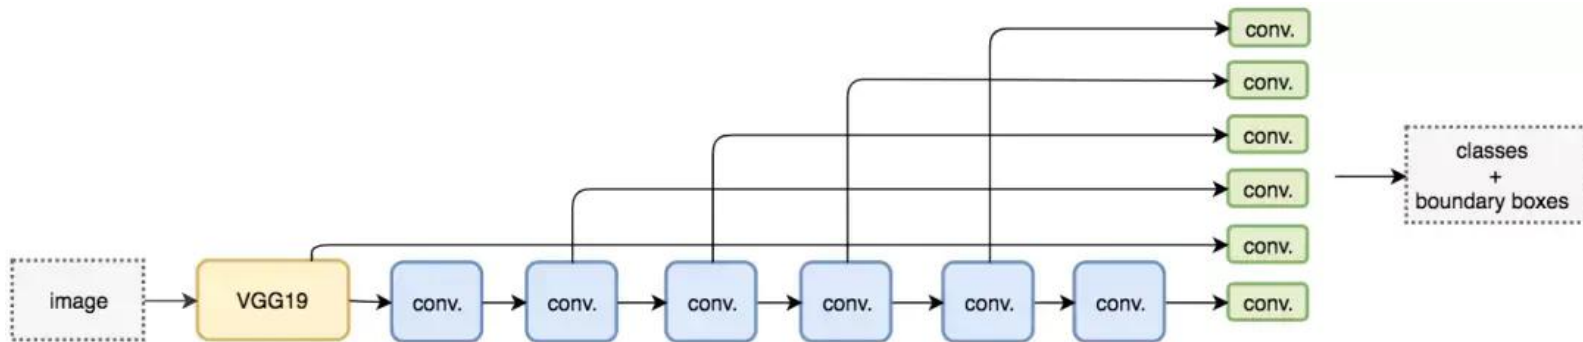 conv.
conv.
conv.
conv.
classes
+
boundary boxes
conv.
image
VGG19
conv.
conv.
conv.
conv.
conv.
conv.
conv.